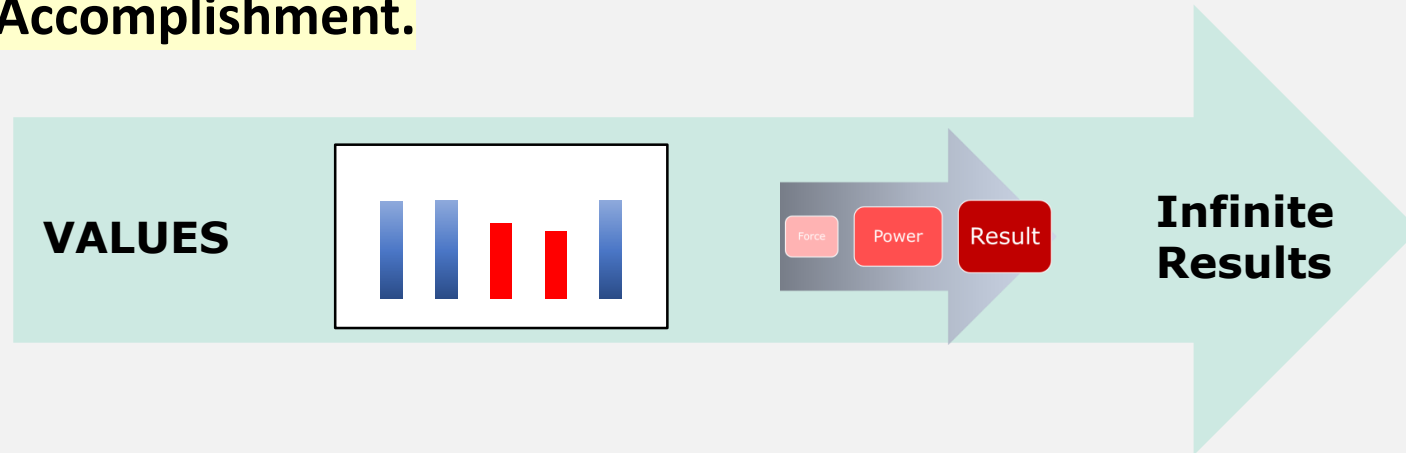 Accomplishment.
VALUES
Force
Power
Result
Infinite
Results